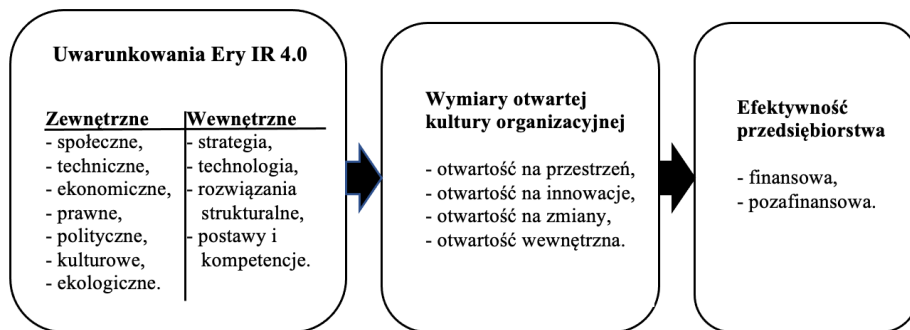 Uwarunkowania Ery IR 4.0
Zewnętrzne
- społeczne,
- techniczne,
- ekonomiczne,
- prawne,
- polityczne,
- kulturowe,
- ekologiczne.
Wewnętrzne
- strategia,
- technologia,
- rozwiązania
strukturalne,
- postawy i
kompetencje.
Wymiary otwartej
kultury organizacyjnej
- otwartość na przestrzeń,
- otwartość na innowacje,
- otwartość na zmiany,
- otwartość wewnętrzna.
Efektywność
przedsiębiorstwa
- finansowa,
- pozafinansowa.